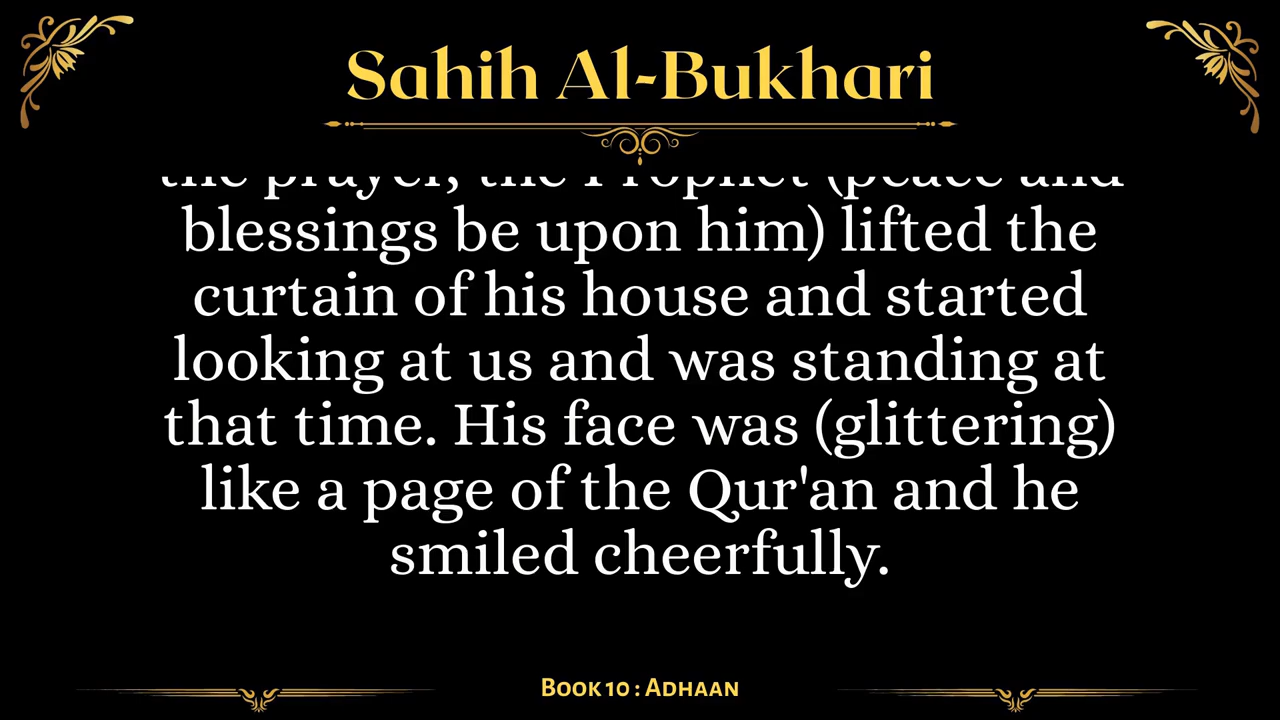 Sahih Al-Bukhari
the prayer, the Prophet (peace and
blessings be upon him) lifted the
curtain of his house and started
looking at us and was standing at
that time. His face was (glittering)
like a page of the Qur'an and he
smiled cheerfully.
Book 10 : Adhaan